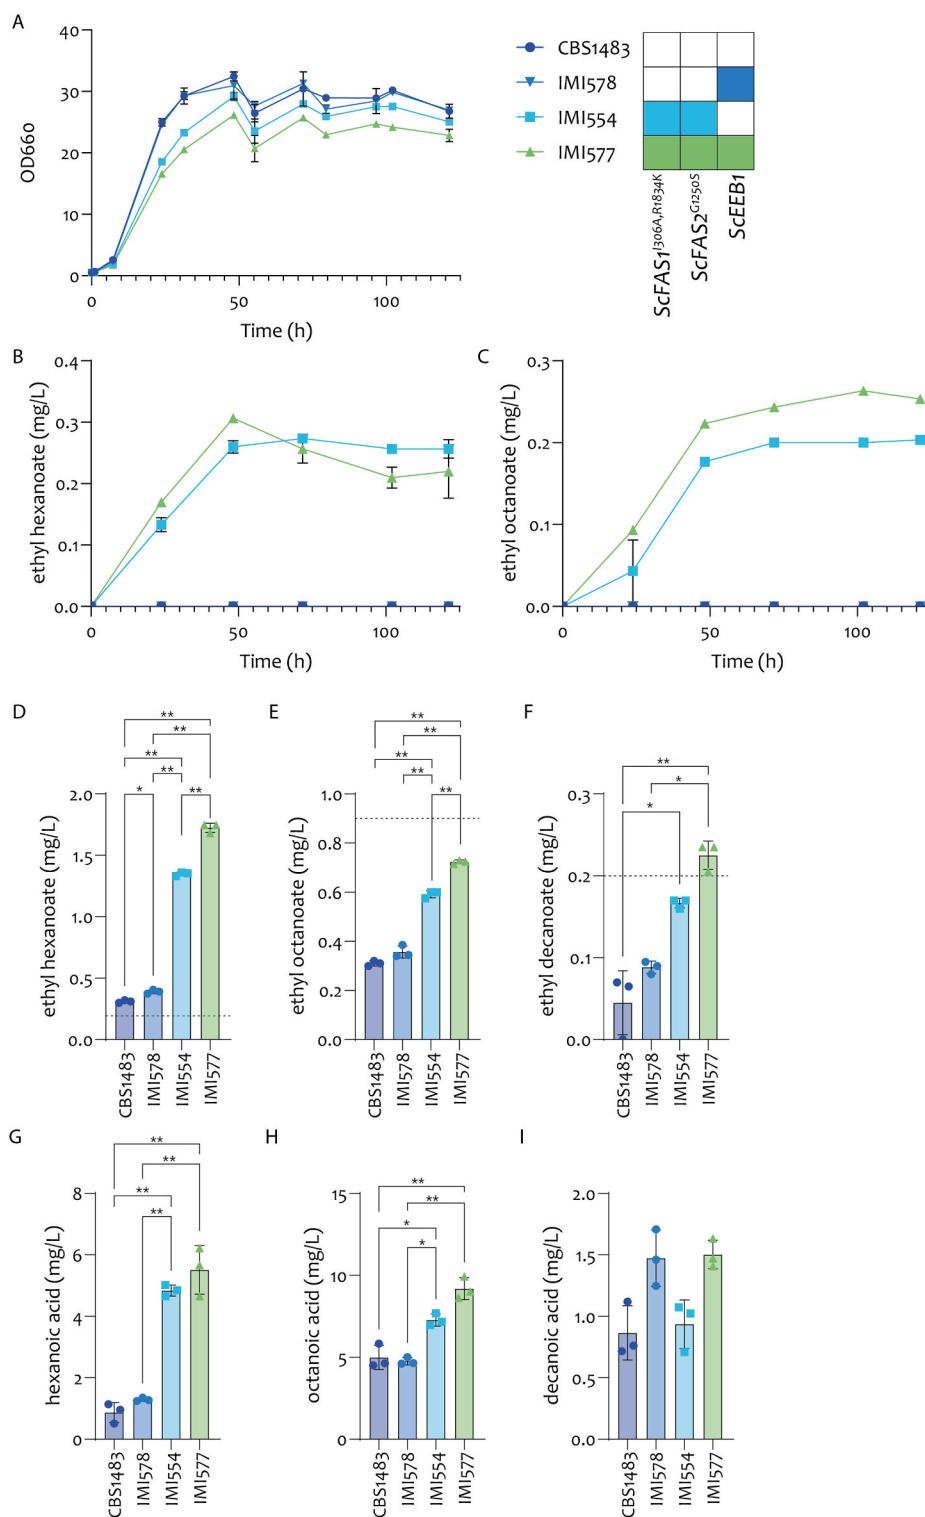 A
OD660
40
30
20
10
0
0
50
100
Time (h)
CBS1483
IMI578
IMI554
IMI577
ScFAS1I306A,R1834K
ScFAS2G1250S
ScEEB1
B
ethyl hexanoate (mg/L)
0.4
0.3
0.2
0.1
0.0
0
50
100
Time (h)
C
ethyl octanoate (mg/L)
0.3
0.2
0.1
0.0
0
50
100
Time (h)
D
**
**
**
**
*
**
ethyl hexanoate (mg/L)
2.0
1.5
1.0
0.5
0.0
CBS1483
IMI578
IMI554
IMI577
E
**
**
**
**
**
ethyl octanoate (mg/L)
1.0
0.8
0.6
0.4
0.2
0.0
CBS1483
IMI578
IMI554
IMI577
F
**
*
*
ethyl decanoate (mg/L)
0.3
0.2
0.1
0.0
CBS1483
IMI578
IMI554
IMI577
G
**
**
**
**
hexanoic acid (mg/L)
8
6
4
2
0
CBS1483
IMI578
IMI554
IMI577
H
**
**
*
*
octanoic acid (mg/L)
15
10
5
0
CBS1483
IMI578
IMI554
IMI577
I
decanoic acid (mg/L)
2.0
1.5
1.0
0.5
0.0
CBS1483
IMI578
IMI554
IMI577